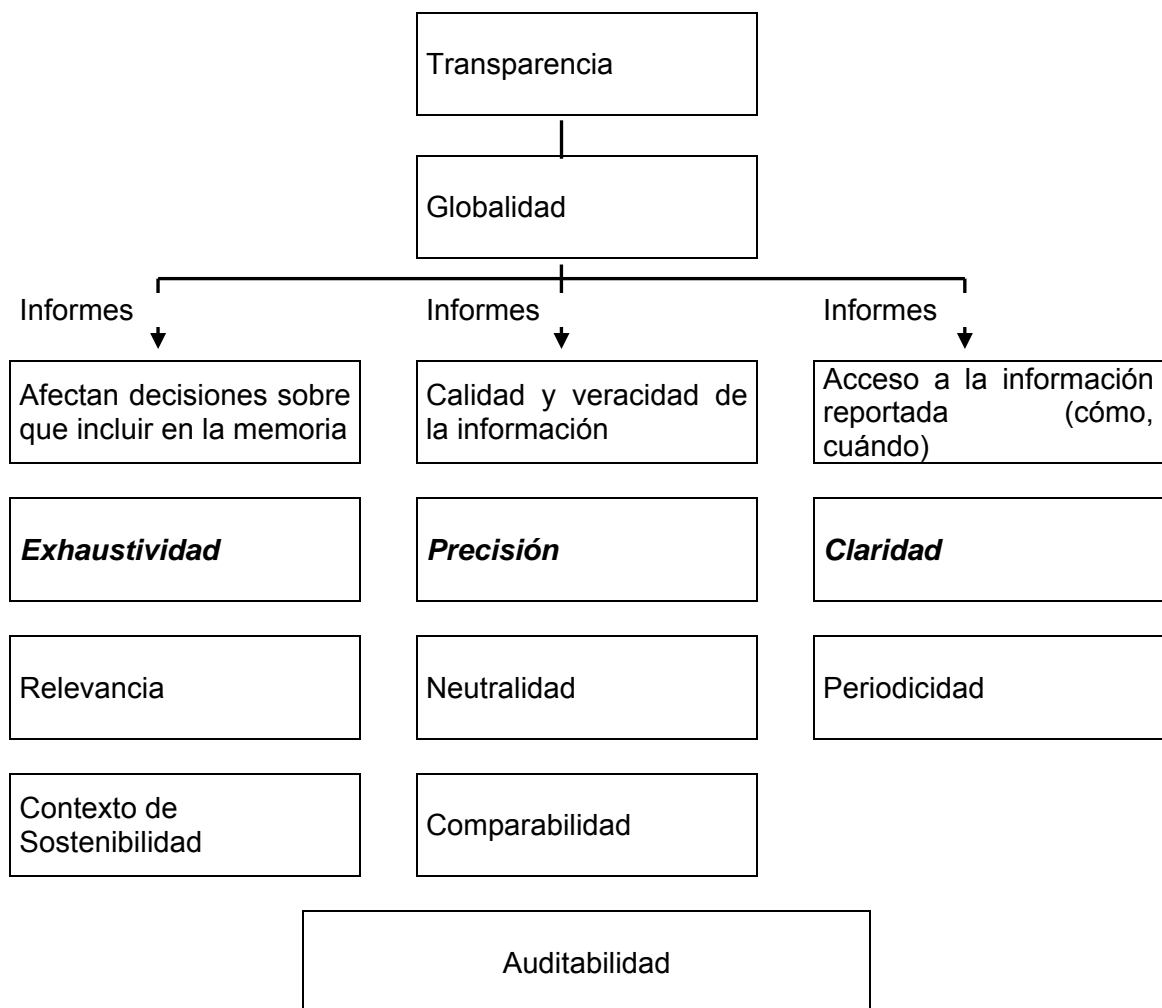 Transparencia
Globalidad
Informes
Informes
Informes
Afectan decisiones sobre
que incluir en la memoria
Calidad y veracidad de
la información
Acceso a la información
reportada (cómo,
cuándo)
Exhaustividad
Precisión
Claridad
Relevancia
Neutralidad
Periodicidad
Contexto de
Sostenibilidad
Comparabilidad
Auditabilidad